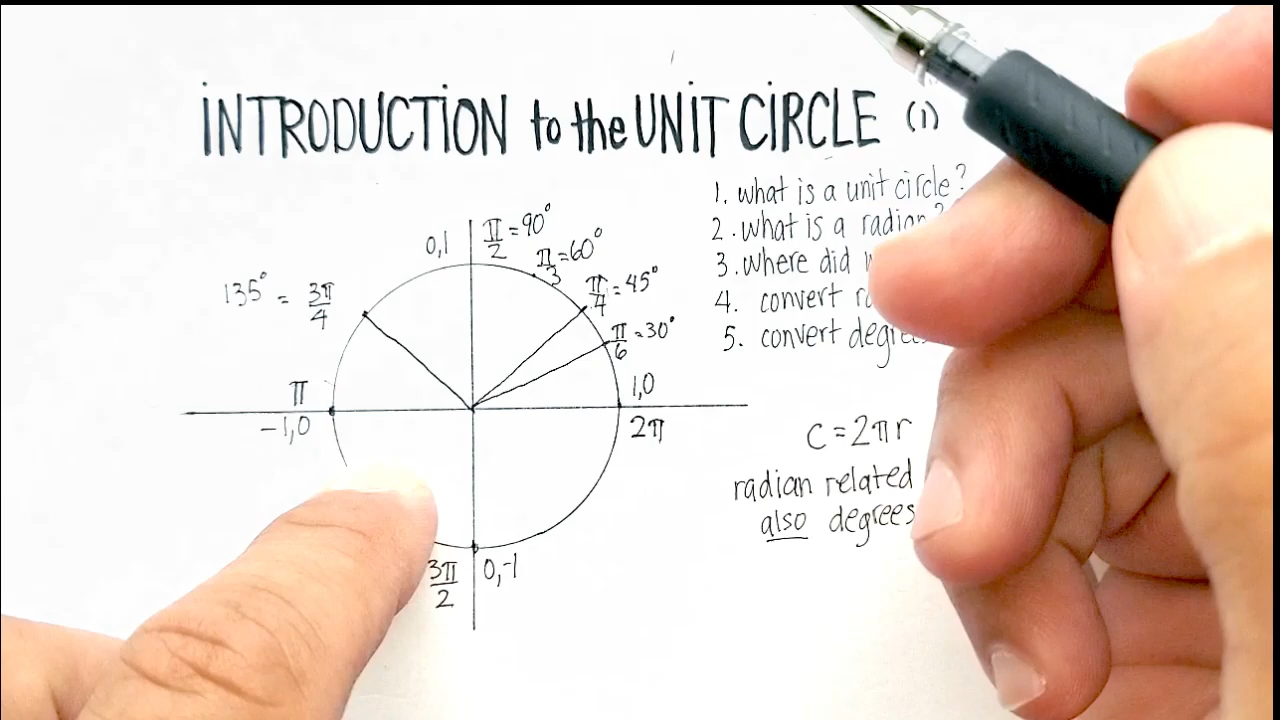 INTRODUCTION to the UNIT CIRCLE (1)
1. what is a unit circle?
2. what is a radian?
3. where did
4. convert
5. convert degrees
0,1
π/2 = 90°
π/3 = 60°
π/4 = 45°
π/6 = 30°
135° = 3π/4
π
-1,0
1,0
2π
3π/2
0,-1
C = 2πr
radian related
also degrees